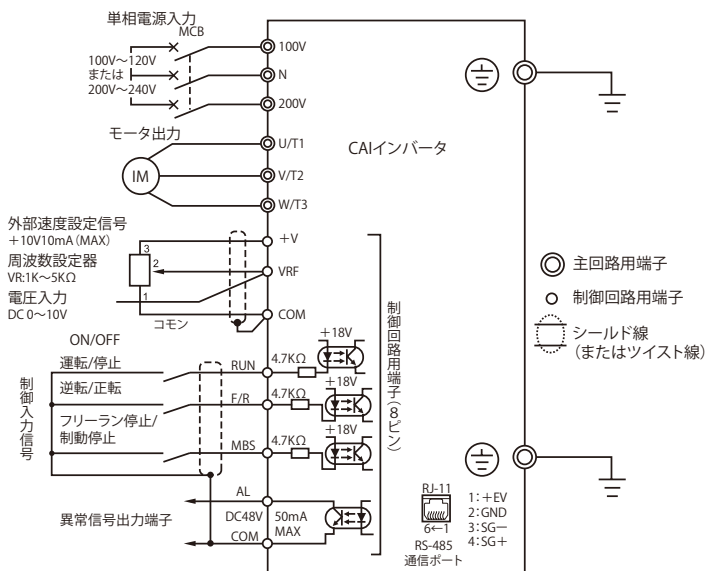 単相電源入力
MCB
100V～120V
または
200V～240V
100V
N
200V
モータ出力
IM
U/T1
V/T2
W/T3
CAIインバータ
外部速度設定信号
＋10V10mA（MAX）
周波数設定器
VR:1K～5KΩ
電圧入力
DC 0～10V
3
2
1
コモン
+V
VRF
COM
主回路用端子
制御回路用端子
シールド線
（またはツイスト線）
制御回路用端子（8ピン）
ON/OFF
運転/停止
逆転/正転
フリーラン停止/
制動停止
制御入力信号
RUN
4.7KΩ
+18V
F/R
4.7KΩ
+18V
MBS
4.7KΩ
+18V
異常信号出力端子
AL
DC48V
50mA
MAX
COM
RJ-11
6←1
RS-485
通信ポート
1:+EV
2:GND
3:SG−
4:SG+